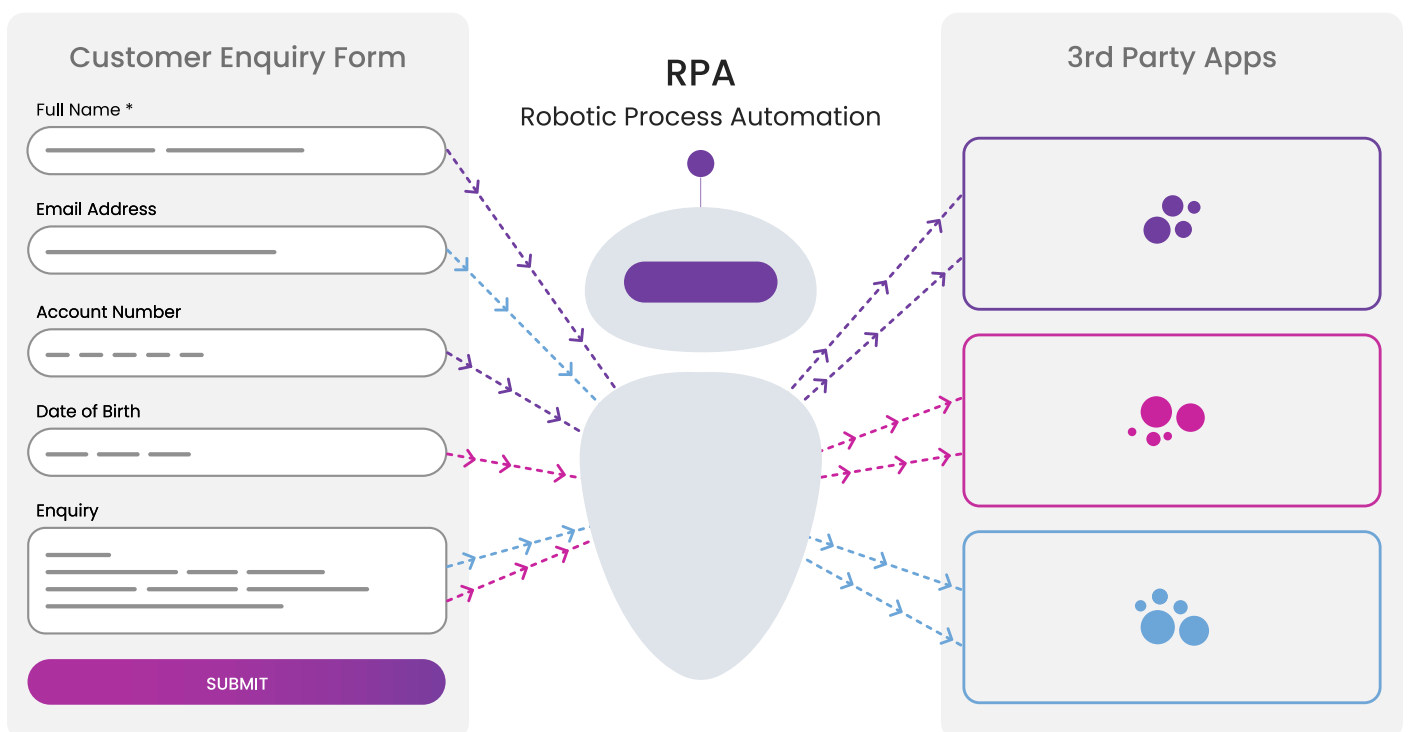 Customer Enquiry Form
Full Name *
Email Address
Account Number
Date of Birth
Enquiry
SUBMIT
RPA
Robotic Process Automation
3rd Party Apps